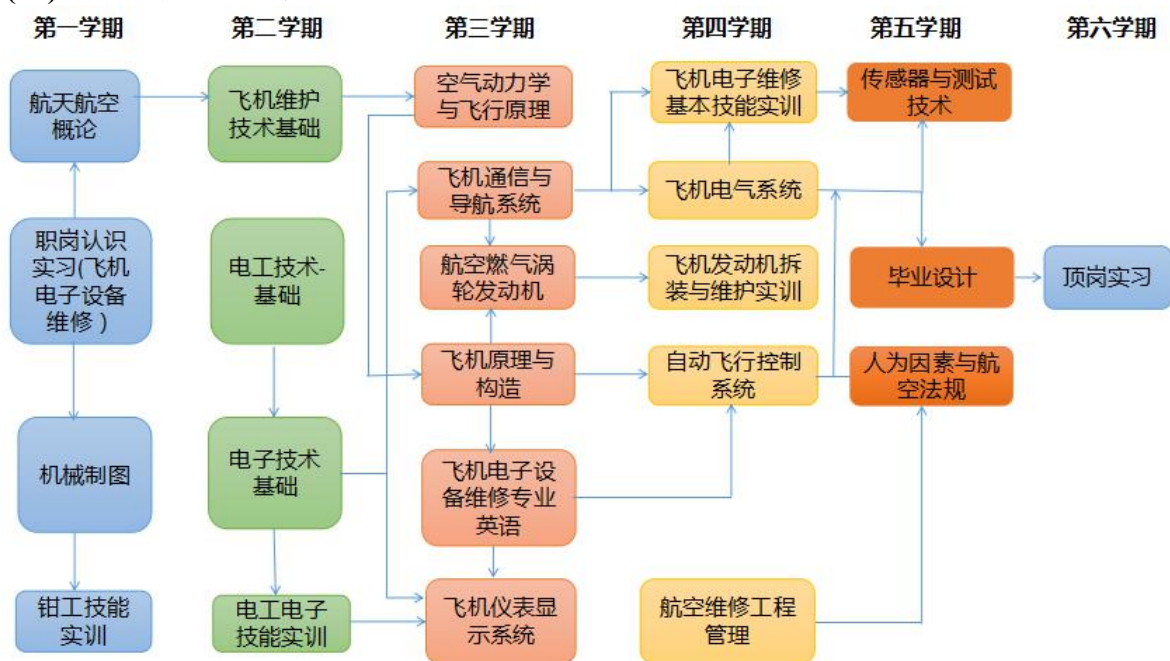 第一学期
第二学期
第三学期
第四学期
第五学期
第六学期
航天航空
概论
职岗认识
实习(飞机
电子设备
维修)
机械制图
钳工技能
实训
飞机维护
技术基础
电工技术-
基础
电子技术
基础
电工电子
技能实训
空气动力学
与飞行原理
飞机通信与
导航系统
航空燃气涡
轮发动机
飞机原理与
构造
飞机电子设
备维修专业
英语
飞机仪表显
示系统
飞机电子维修
基本技能实训
飞机电气系统
飞机发动机拆
装与维护实训
自动飞行控制
系统
航空维修工程
管理
传感器与测试
技术
毕业设计
人为因素与航
空法规
顶岗实习